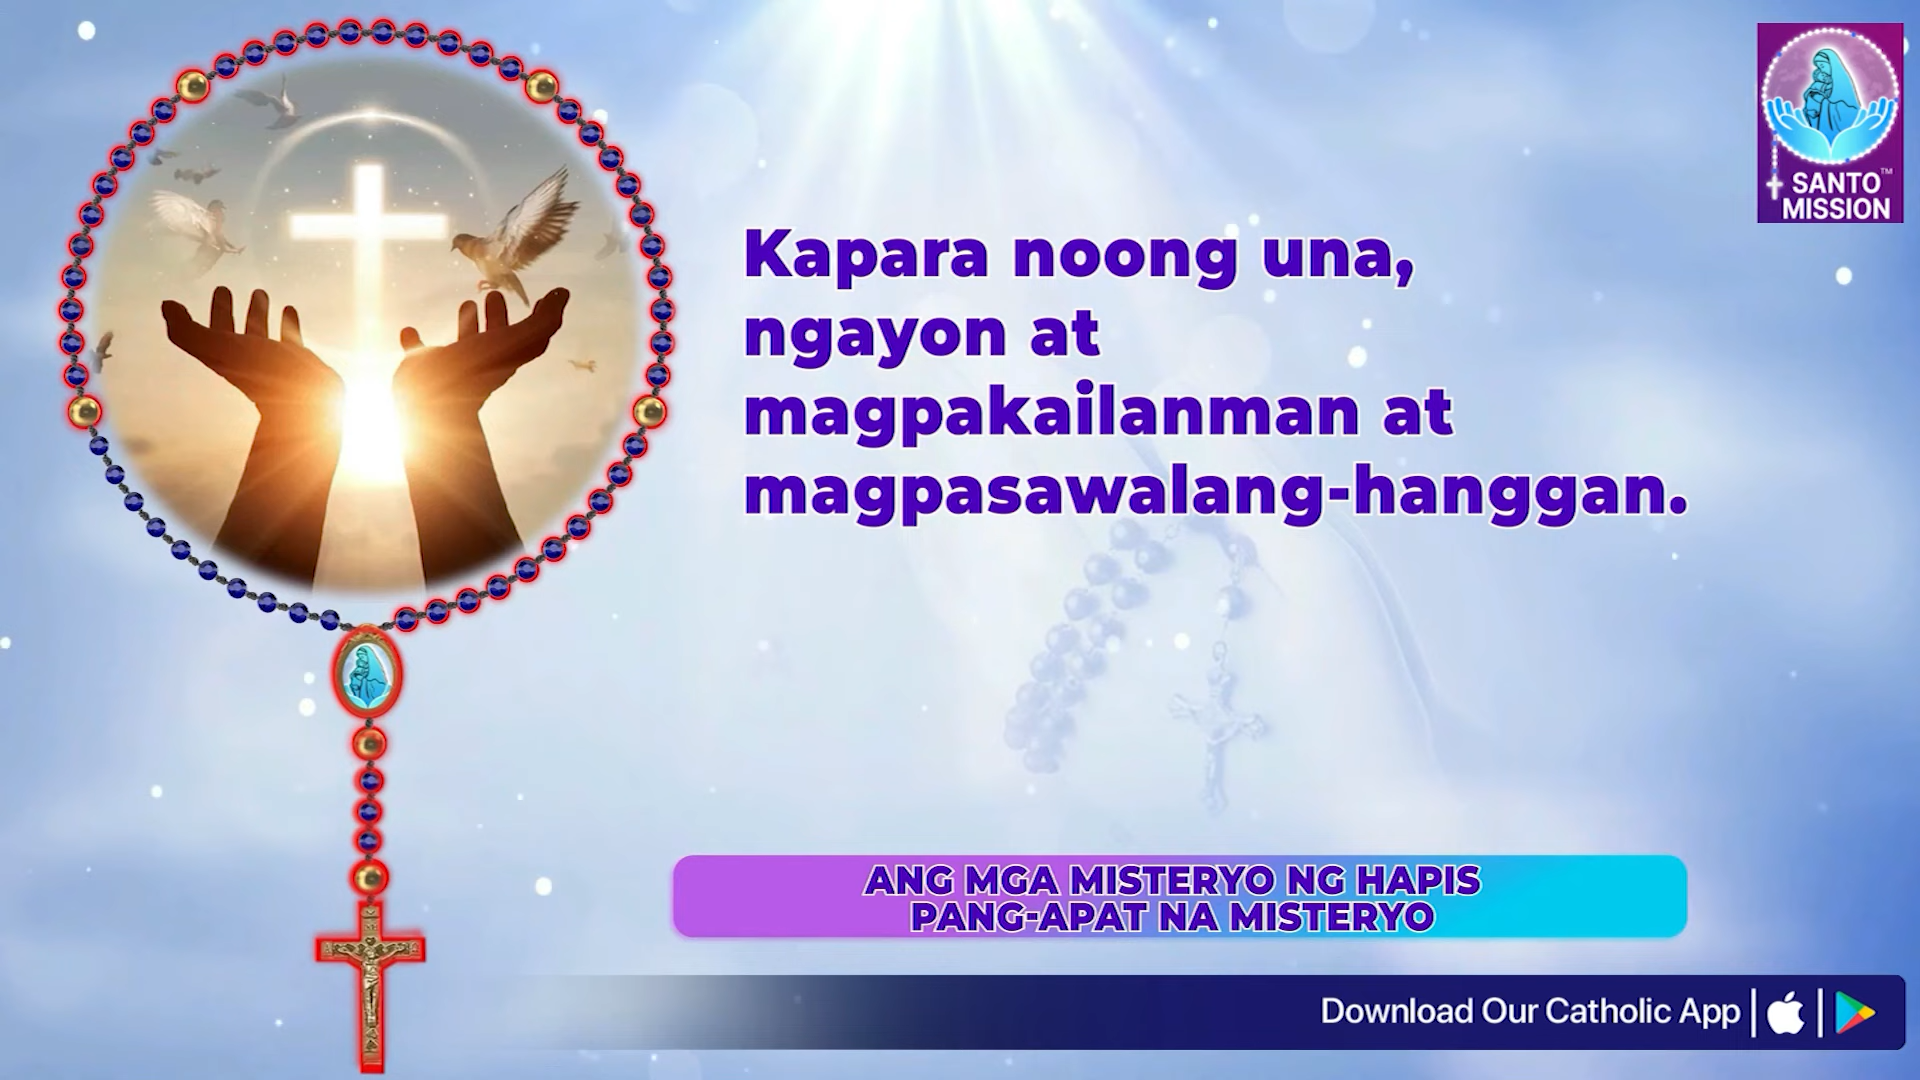 SANTO™
MISSION
Kapara noong una,
ngayon at
magpakailanman at
magpasawalang-hanggan.
ANG MGA MISTERYO NG HAPIS
PANG-APAT NA MISTERYO
Download Our Catholic App